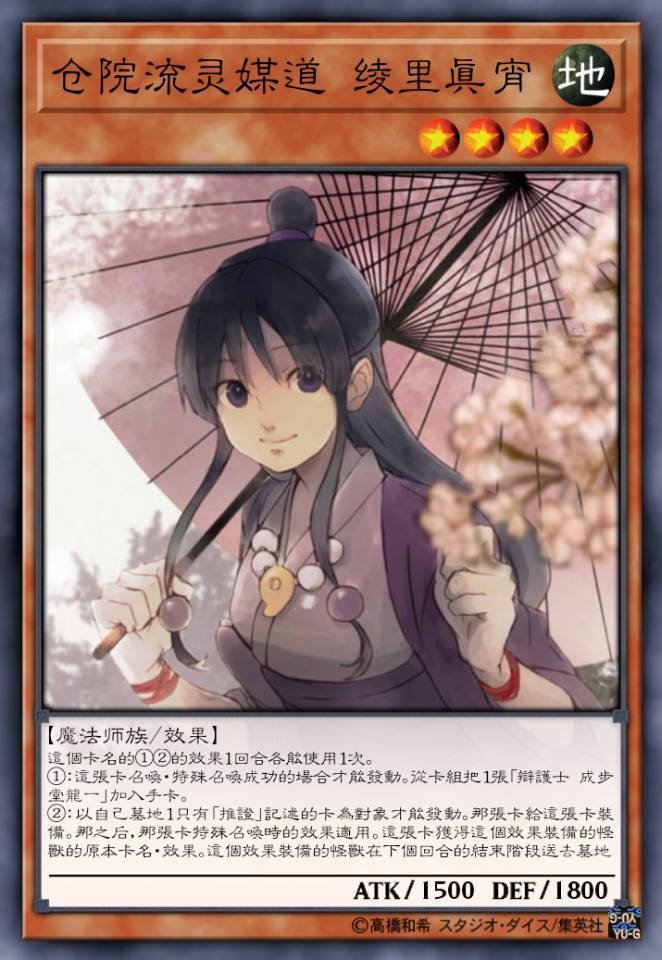 仓院流灵媒道 绫里眞宵
地
【魔法师族/效果】
這個卡名的①②的效果1回合各能使用1次。
①:這張卡召喚·特殊召喚成功的場合才能發動。從卡組把1張「辯護士 成步
堂龍一」加入手卡。
②:以自己墓地1只有「推證」記述的卡為對象才能發動。那張卡給這張卡裝
備。那之后,那張卡特殊召喚時的效果適用。這張卡獲得這個效果裝備的怪
獸的原本卡名·效果。這個效果裝備的怪獸在下個回合的結束階段送去墓地
ATK/1500 DEF/1800
©高橋和希 スタジオ·ダイス/集英社
YU-G